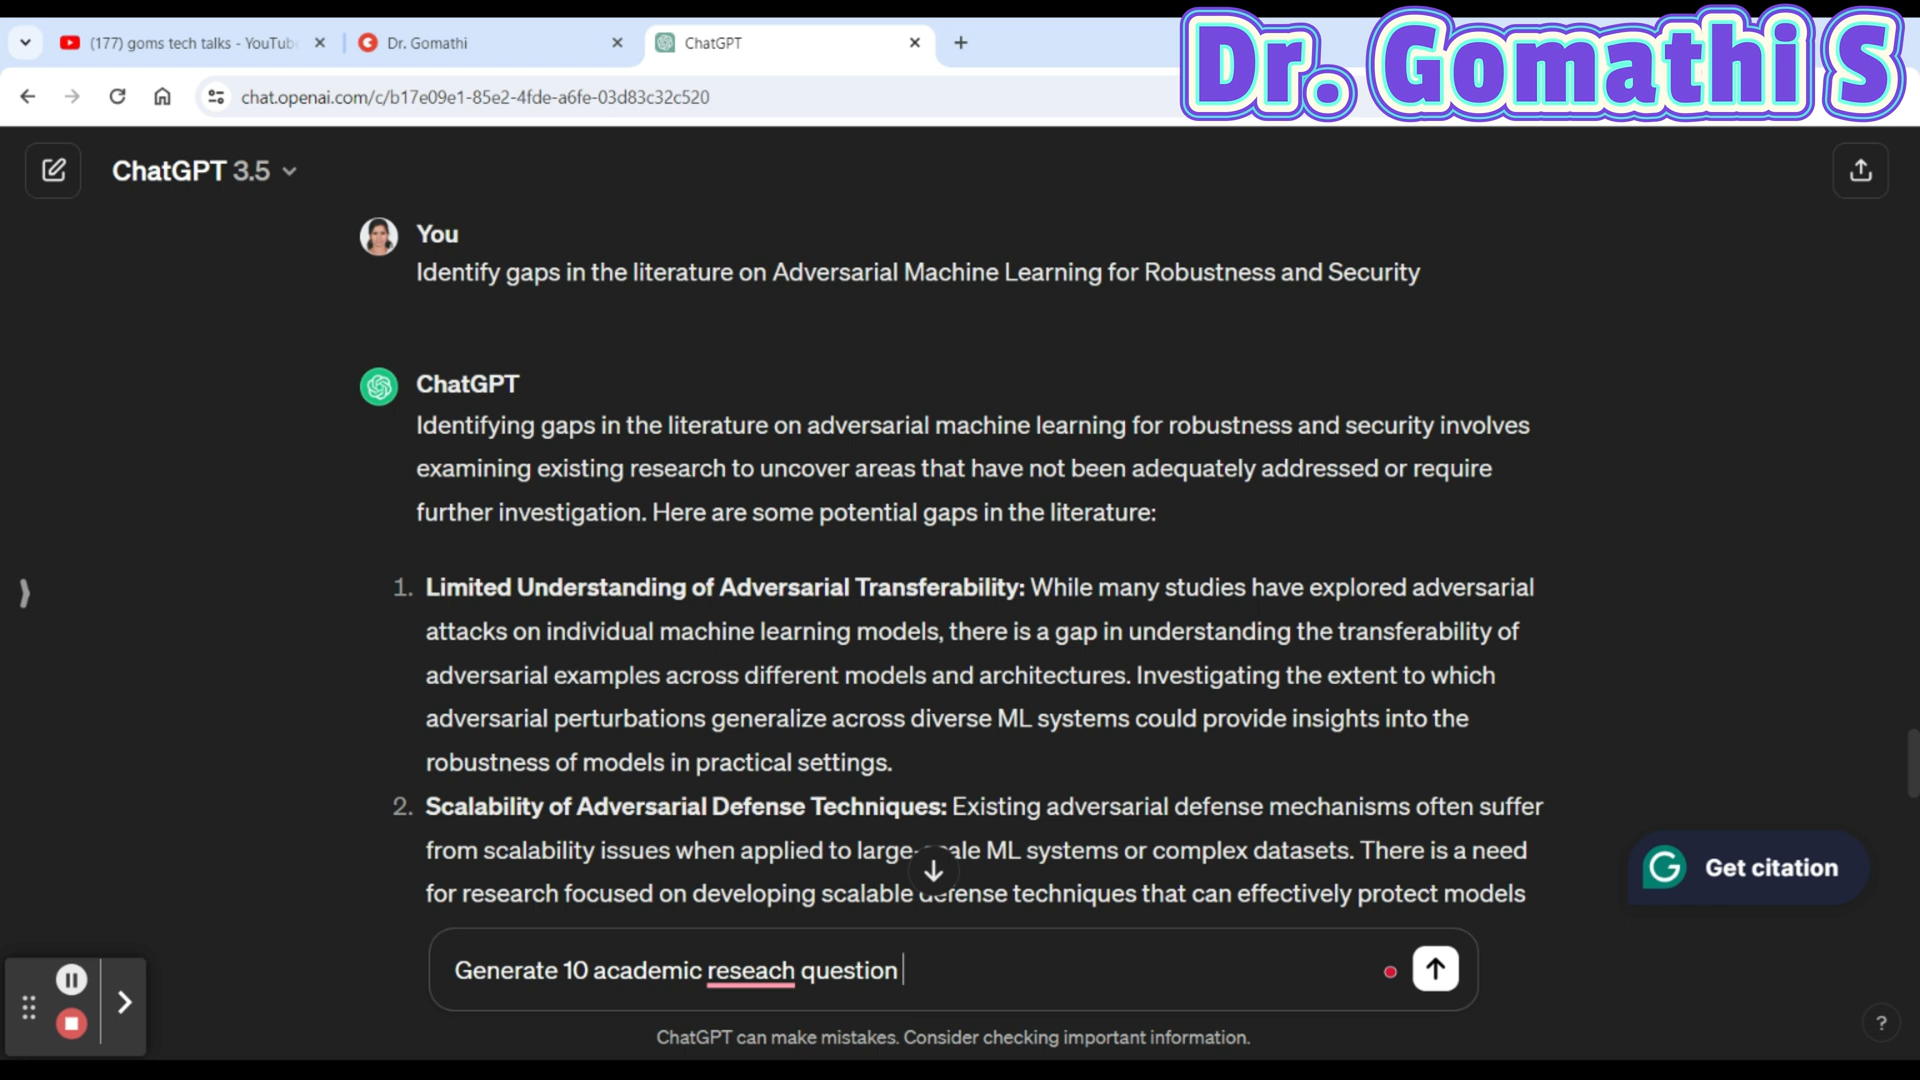 (177) goms tech talks - YouTub
Dr. Gomathi
ChatGPT
Dr. Gomathi S
chat.openai.com/c/b17e09e1-85e2-4fde-a6fe-03d83c32c520
ChatGPT 3.5
You
Identify gaps in the literature on Adversarial Machine Learning for Robustness and Security
ChatGPT
Identifying gaps in the literature on adversarial machine learning for robustness and security involves
examining existing research to uncover areas that have not been adequately addressed or require
further investigation. Here are some potential gaps in the literature:
1. Limited Understanding of Adversarial Transferability: While many studies have explored adversarial
attacks on individual machine learning models, there is a gap in understanding the transferability of
adversarial examples across different models and architectures. Investigating the extent to which
adversarial perturbations generalize across diverse ML systems could provide insights into the
robustness of models in practical settings.
2. Scalability of Adversarial Defense Techniques: Existing adversarial defense mechanisms often suffer
from scalability issues when applied to large-scale ML systems or complex datasets. There is a need
for research focused on developing scalable defense techniques that can effectively protect models
Get citation
Generate 10 academic reseach question
ChatGPT can make mistakes. Consider checking important information.
?